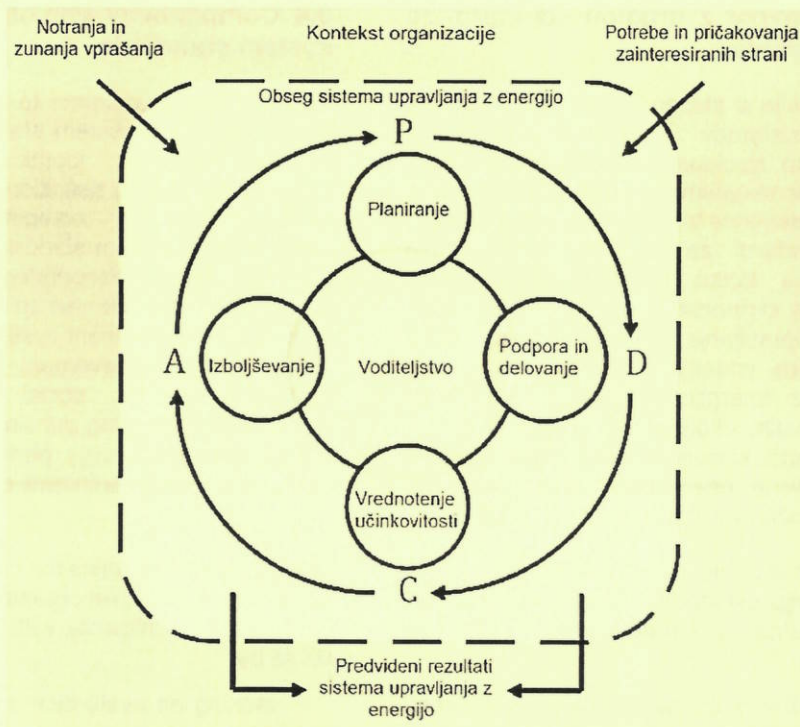 Notranja in
zunanja vprašanja
Kontekst organizacije
Potrebe in pričakovanja
zainteresiranih strani
Obseg sistema upravljanja z energijo
P
Planiranje
A
Izboljševanje
Voditeljstvo
Podpora in
delovanje
D
Vrednotenje
učinkovitosti
C
Predvideni rezultati
sistema upravljanja z
energijo